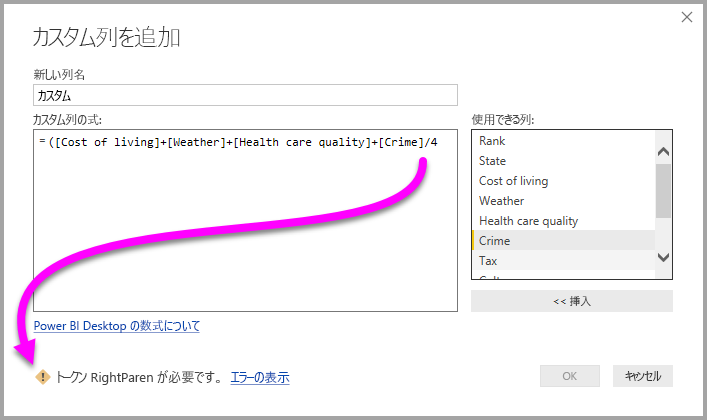 カスタム列を追加
新しい列名
カスタム
カスタム列の式:
= ([Cost of living]+[Weather]+[Health care quality]+[Crime]/4
使用できる列:
Rank
State
Cost of living
Weather
Health care quality
Crime
Tax
<< 挿入
Power BI Desktop の数式について
トークン RightParen が必要です。 エラーの表示
OK
キャンセル